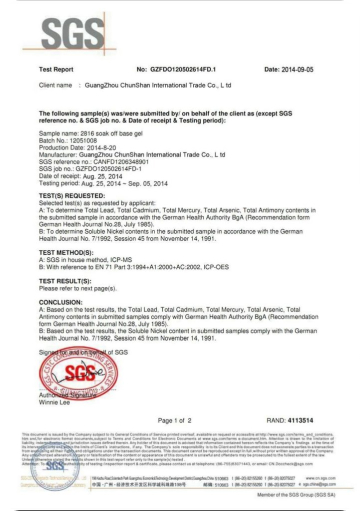 SGS
Test Report No: GZFDO120502614FD.1 Date: 2014-09-05
Client name : GuangZhou ChunShan International Trade Co., L td
The following sample(s) was/were submitted by/ on behalf of the client as (except SGS
reference no. & SGS job no. & Date of receipt & Testing period):
Sample name: 2816 soak off base gel
Batch No.: 12051008
Production Date: 2014-8-20
Manufacturer: GuangZhou ChunShan International Trade Co., L td
SGS reference no.: CANFD1206348901
SGS job no.: GZFDO120502614FD-1
Date of receipt: Aug. 25, 2014
Testing period: Aug. 25, 2014 ~ Sep. 05, 2014
TEST(S) REQUESTED:
Selected test(s) as requested by applicant:
A: To determine Total Lead, Total Cadmium, Total Mercury, Total Arsenic, Total Antimony contents in
the submitted sample in accordance with the German Health Authority BgA (Recommendation form
German Health Journal No.28, July 1985).
B: To determine Soluble Nickel contents in the submitted sample in accordance with the German
Health Journal No. 7/1992, Session 45 from November 14, 1991.
TEST METHOD(S):
A: SGS in house method, ICP-MS
B: With reference to EN 71 Part 3:1994+A1:2000+AC:2002, ICP-OES
TEST RESULT(S):
Please refer to next page(s).
CONCLUSION:
A: Based on the test results, the Total Lead, Total Cadmium, Total Mercury, Total Arsenic, Total
Antimony contents in submitted samples comply with German Health Authority BgA (Recommendation
form German Health Journal No.28, July 1985).
B: Based on the test results, the Soluble Nickel content in submitted samples comply with the German
Health Journal No. 7/1992, Session 45 from November 14, 1991.
Signed for and on behalf of SGS
SGS
Authorized Signature
Winnie Lee
Page 1 of 2 RAND: 4113514
SGS
Member of the SGS Group (SGS SA)